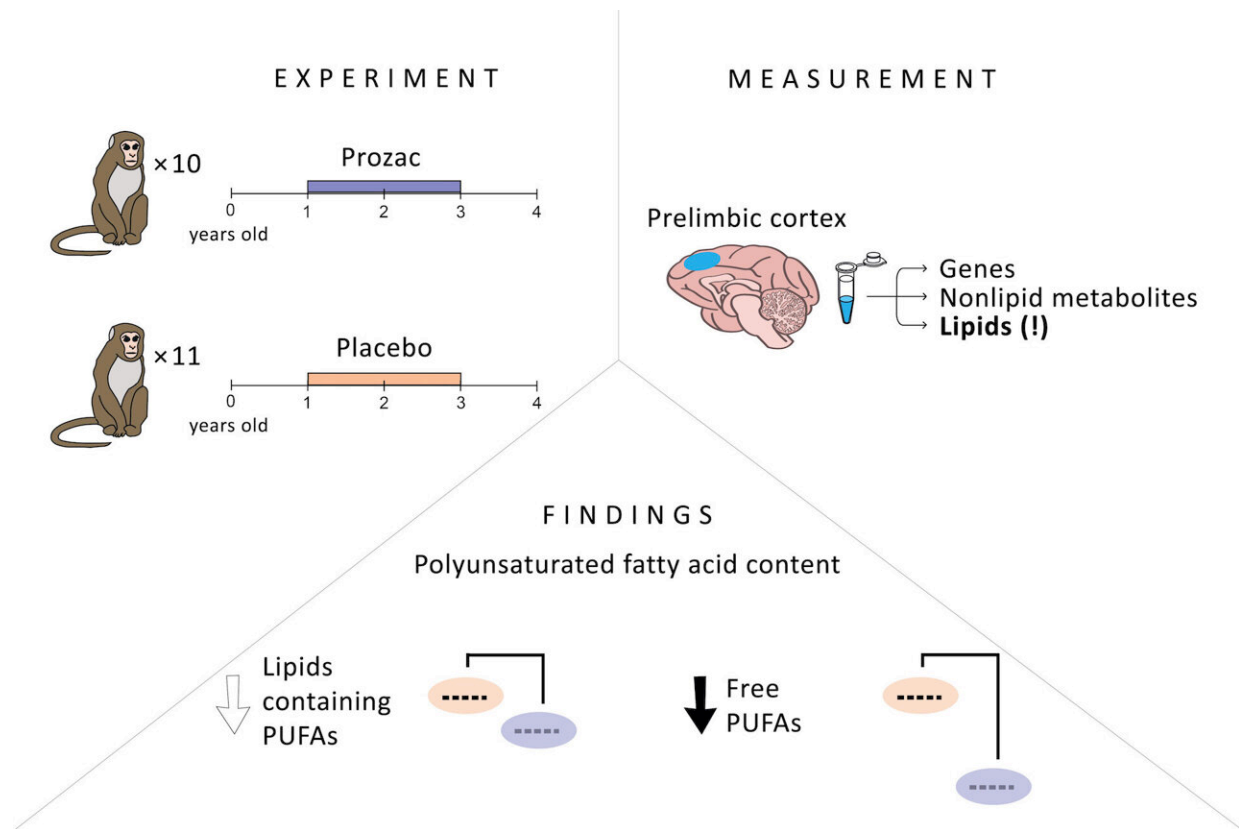 EXPERIMENT
×10
Prozac
0 1 2 3 4
years old
×11
Placebo
0 1 2 3 4
years old
MEASUREMENT
Prelimbic cortex
Genes
Nonlipid metabolites
Lipids (!)
FINDINGS
Polyunsaturated fatty acid content
Lipids
containing
PUFAs
Free
PUFAs